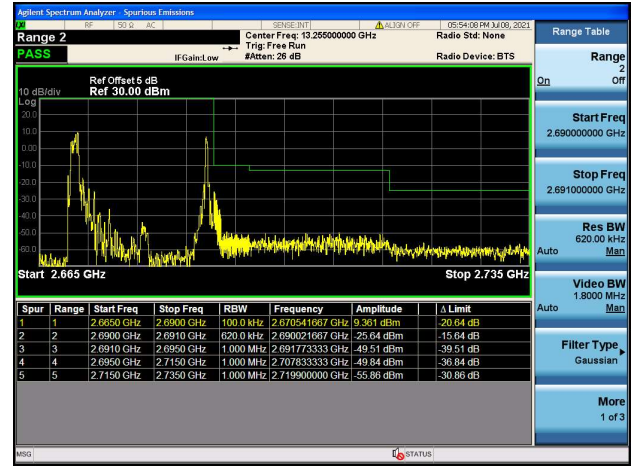 Agilent Spectrum Analyzer - Spurious Emissions
RF 50 Ω AC SENSE:INT ALIGN OFF 05:54:08 PM Jul 08, 2021
Range 2 Center Freq: 13.255000000 GHz Radio Std: None
Trig: Free Run
PASS IFGain:Low #Atten: 26 dB Radio Device: BTS
Ref Offset 5 dB
10 dB/div Ref 30.00 dBm
Log
20.0
10.0
0.00
-10.0
-20.0
-30.0
-40.0
-50.0
-60.0
Start 2.665 GHz Stop 2.735 GHz
Spur Range Start Freq Stop Freq RBW Frequency Amplitude Δ Limit
1 1 2.6650 GHz 2.6900 GHz 100.0 kHz 2.670541667 GHz 9.361 dBm -20.64 dB
2 2 2.6900 GHz 2.6910 GHz 620.0 kHz 2.690021667 GHz -25.64 dBm -15.64 dB
3 3 2.6910 GHz 2.6950 GHz 1.000 MHz 2.691773333 GHz -49.51 dBm -39.51 dB
4 4 2.6950 GHz 2.7150 GHz 1.000 MHz 2.707833333 GHz -49.84 dBm -36.84 dB
5 5 2.7150 GHz 2.7350 GHz 1.000 MHz 2.719900000 GHz -55.86 dBm -30.86 dB
MSG STATUS
Range Table
Range
2
On Off
Start Freq
2.690000000 GHz
Stop Freq
2.691000000 GHz
Res BW
620.00 kHz
Auto Man
Video BW
1.8000 MHz
Auto Man
Filter Type
Gaussian
More
1 of 3